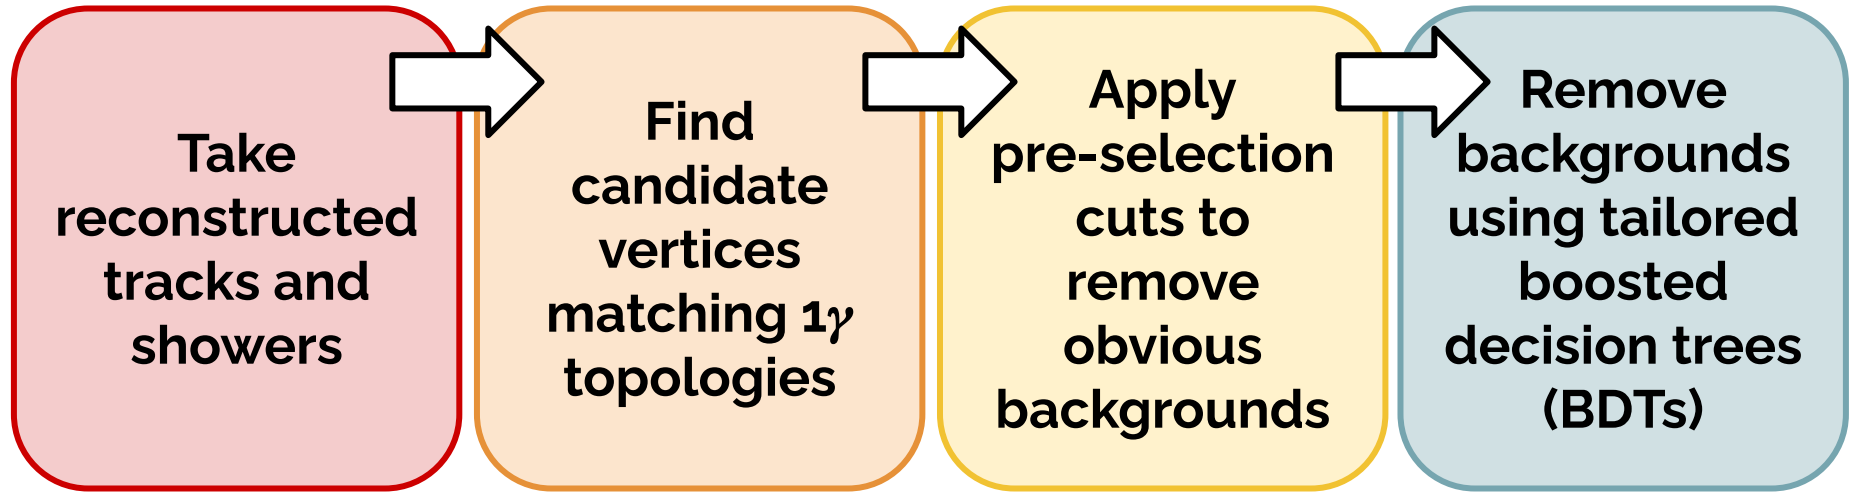 Take
reconstructed
tracks and
showers
Find
candidate
vertices
matching 1γ
topologies
Apply
pre-selection
cuts to
remove
obvious
backgrounds
Remove
backgrounds
using tailored
boosted
decision trees
(BDTs)